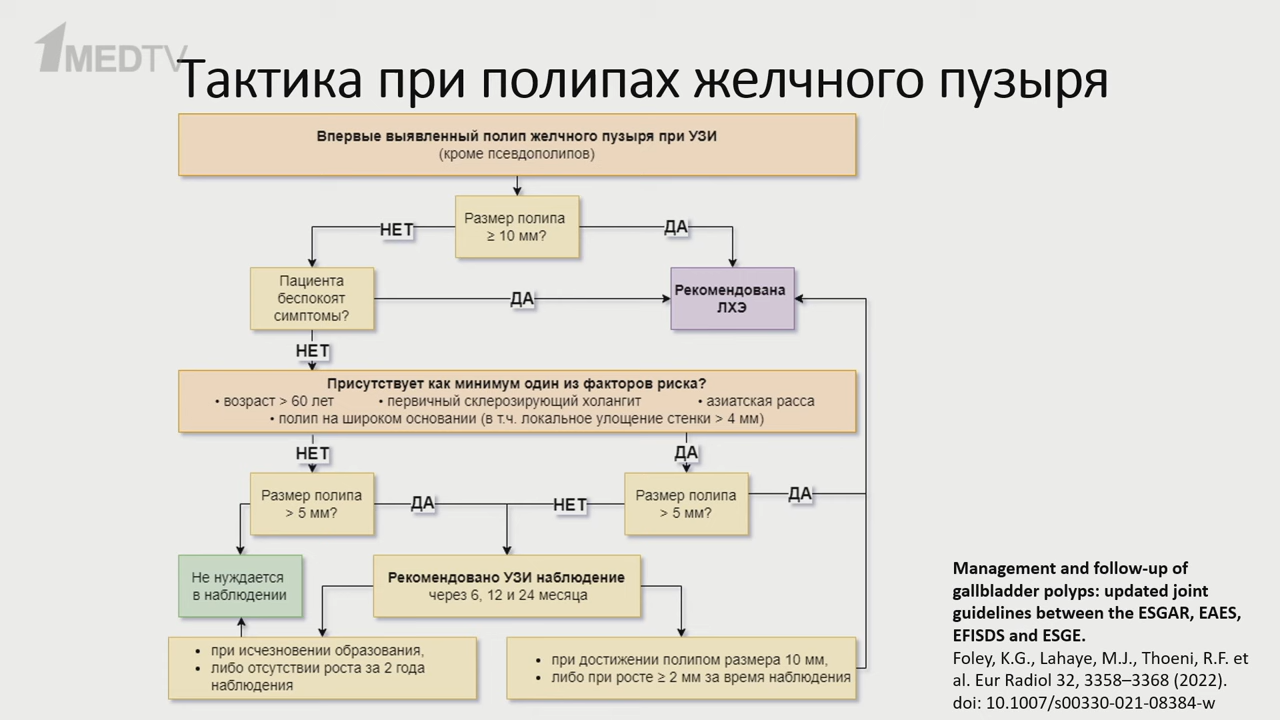 1MEDTV
Тактика при полипах желчного пузыря
Впервые выявленный полип желчного пузыря при УЗИ
(кроме псевдополипов)
Размер полипа
≥ 10 мм?
НЕТ
ДА
Пациента
беспокоят
симптомы?
ДА
Рекомендована
ЛХЭ
НЕТ
Присутствует как минимум один из факторов риска?
• возраст > 60 лет • первичный склерозирующий холангит • азиатская расса
• полип на широком основании (в т.ч. локальное улощение стенки > 4 мм)
НЕТ
ДА
Размер полипа
> 5 мм?
ДА
НЕТ
Размер полипа
> 5 мм?
ДА
Не нуждается
в наблюдении
Рекомендовано УЗИ наблюдение
через 6, 12 и 24 месяца
• при исчезновении образования,
• либо отсутствии роста за 2 года
наблюдения
• при достижении полипом размера 10 мм,
• либо при росте ≥ 2 мм за время наблюдения
Management and follow-up of
gallbladder polyps: updated joint
guidelines between the ESGAR, EAES,
EFISDS and ESGE.
Foley, K.G., Lahaye, M.J., Thoeni, R.F. et
al. Eur Radiol 32, 3358–3368 (2022).
doi: 10.1007/s00330-021-08384-w